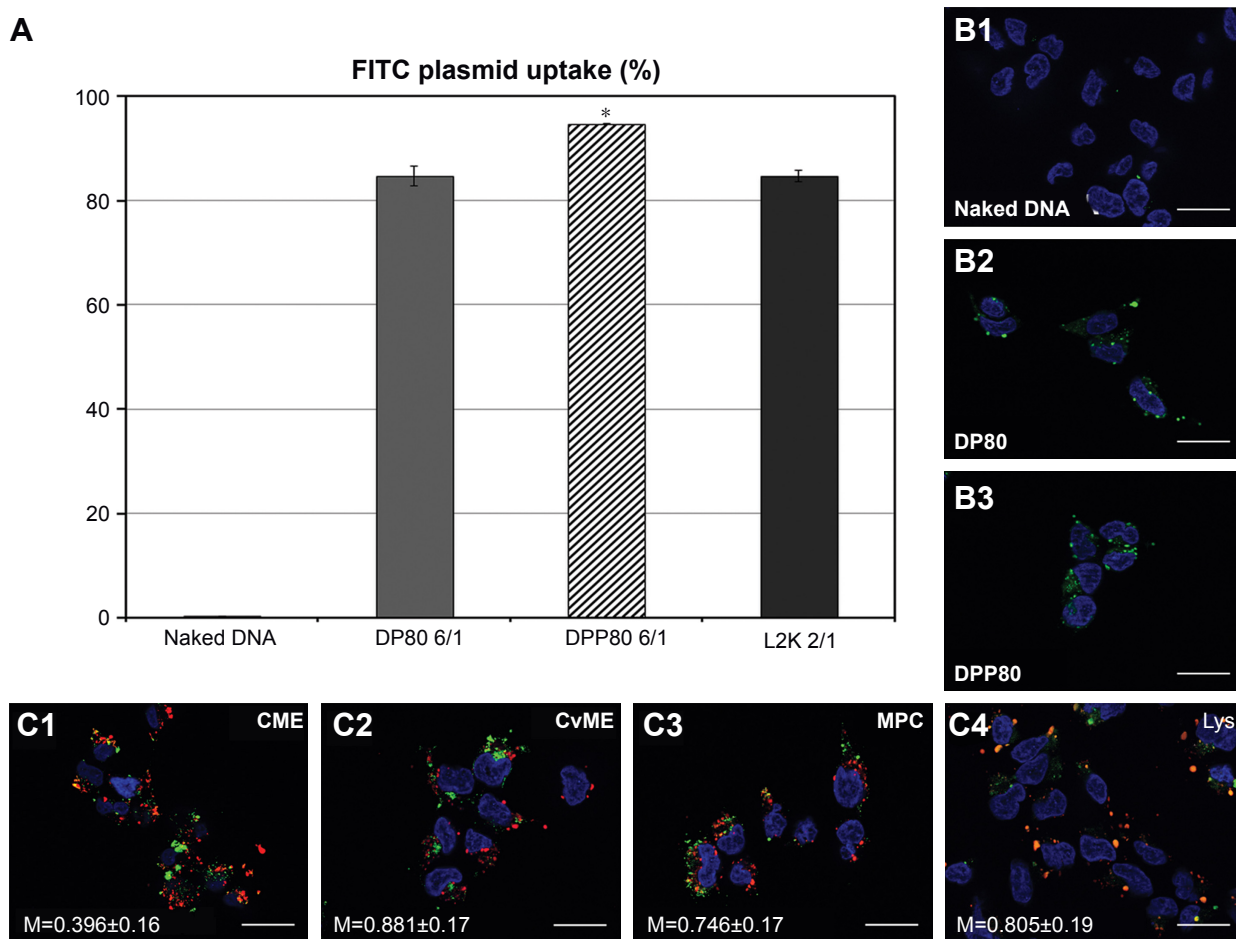 A
FITC plasmid uptake (%)
100
80
60
40
20
0
Naked DNA
DP80 6/1
DPP80 6/1
L2K 2/1
*
B1
Naked DNA
B2
DP80
B3
DPP80
C1
CME
M=0.396±0.16
C2
CvME
M=0.881±0.17
C3
MPC
M=0.746±0.17
C4
Lys
M=0.805±0.19